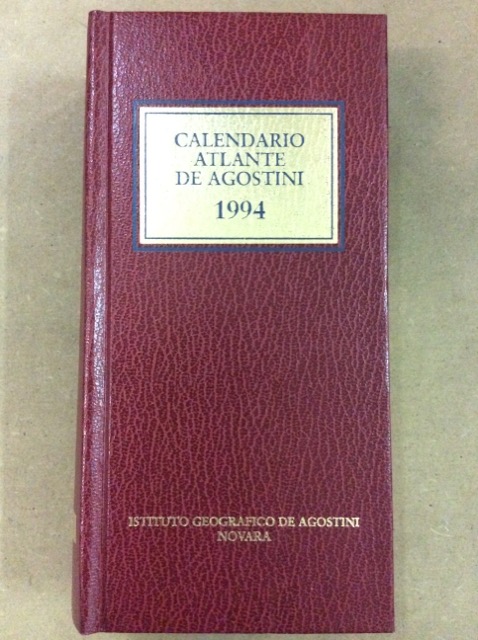 CALENDARIO
ATLANTE
DE AGOSTINI
1994
ISTITUTO GEOGRAFICO DE AGOSTINI
NOVARA